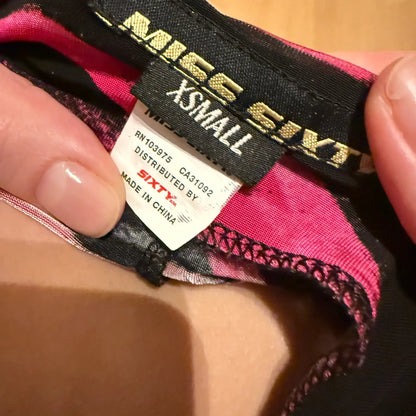 MISS SIXTY
XSMALL
RN103975 CA31092
DISTRIBUTED BY
SIXTY
MADE IN CHINA